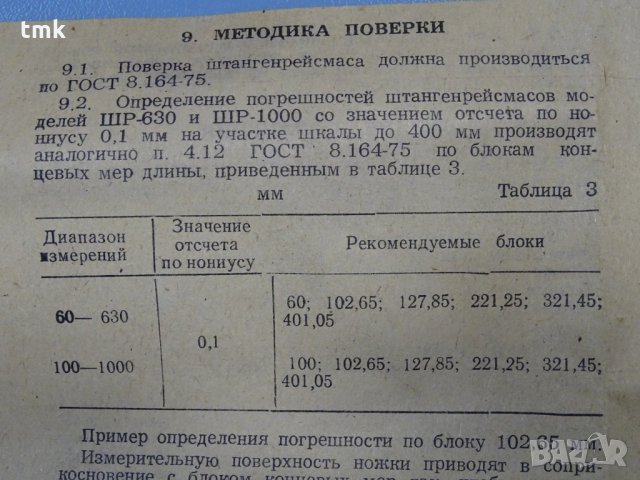 tmk
9. МЕТОДИКА ПОВЕРКИ
9.1. Поверка штангенрейсмаса должна производиться
по ГОСТ 8.164-75.
9.2. Определение погрешностей штангенрейсмасов мо-
делей ШР-630 и ШР-1000 со значением отсчета по но-
ниусу 0,1 мм на участке шкалы до 400 мм производят
аналогично п. 4.12 ГОСТ 8.164-75 по блокам кон-
цевых мер длины, приведенным в таблице 3.
мм Таблица 3
Диапазон измерений
Значение отсчета по нониусу
Рекомендуемые блоки
60— 630
0,1
60; 102,65; 127,85; 221,25; 321,45;
401,05
100—1000
100; 102,65; 127,85; 221,25; 321,45;
401,05
Пример определения погрешности по блоку 102,65 мм.
Измерительную поверхность ножки приводят в сопри-
косновение с блоком концевых мер
BAZAR